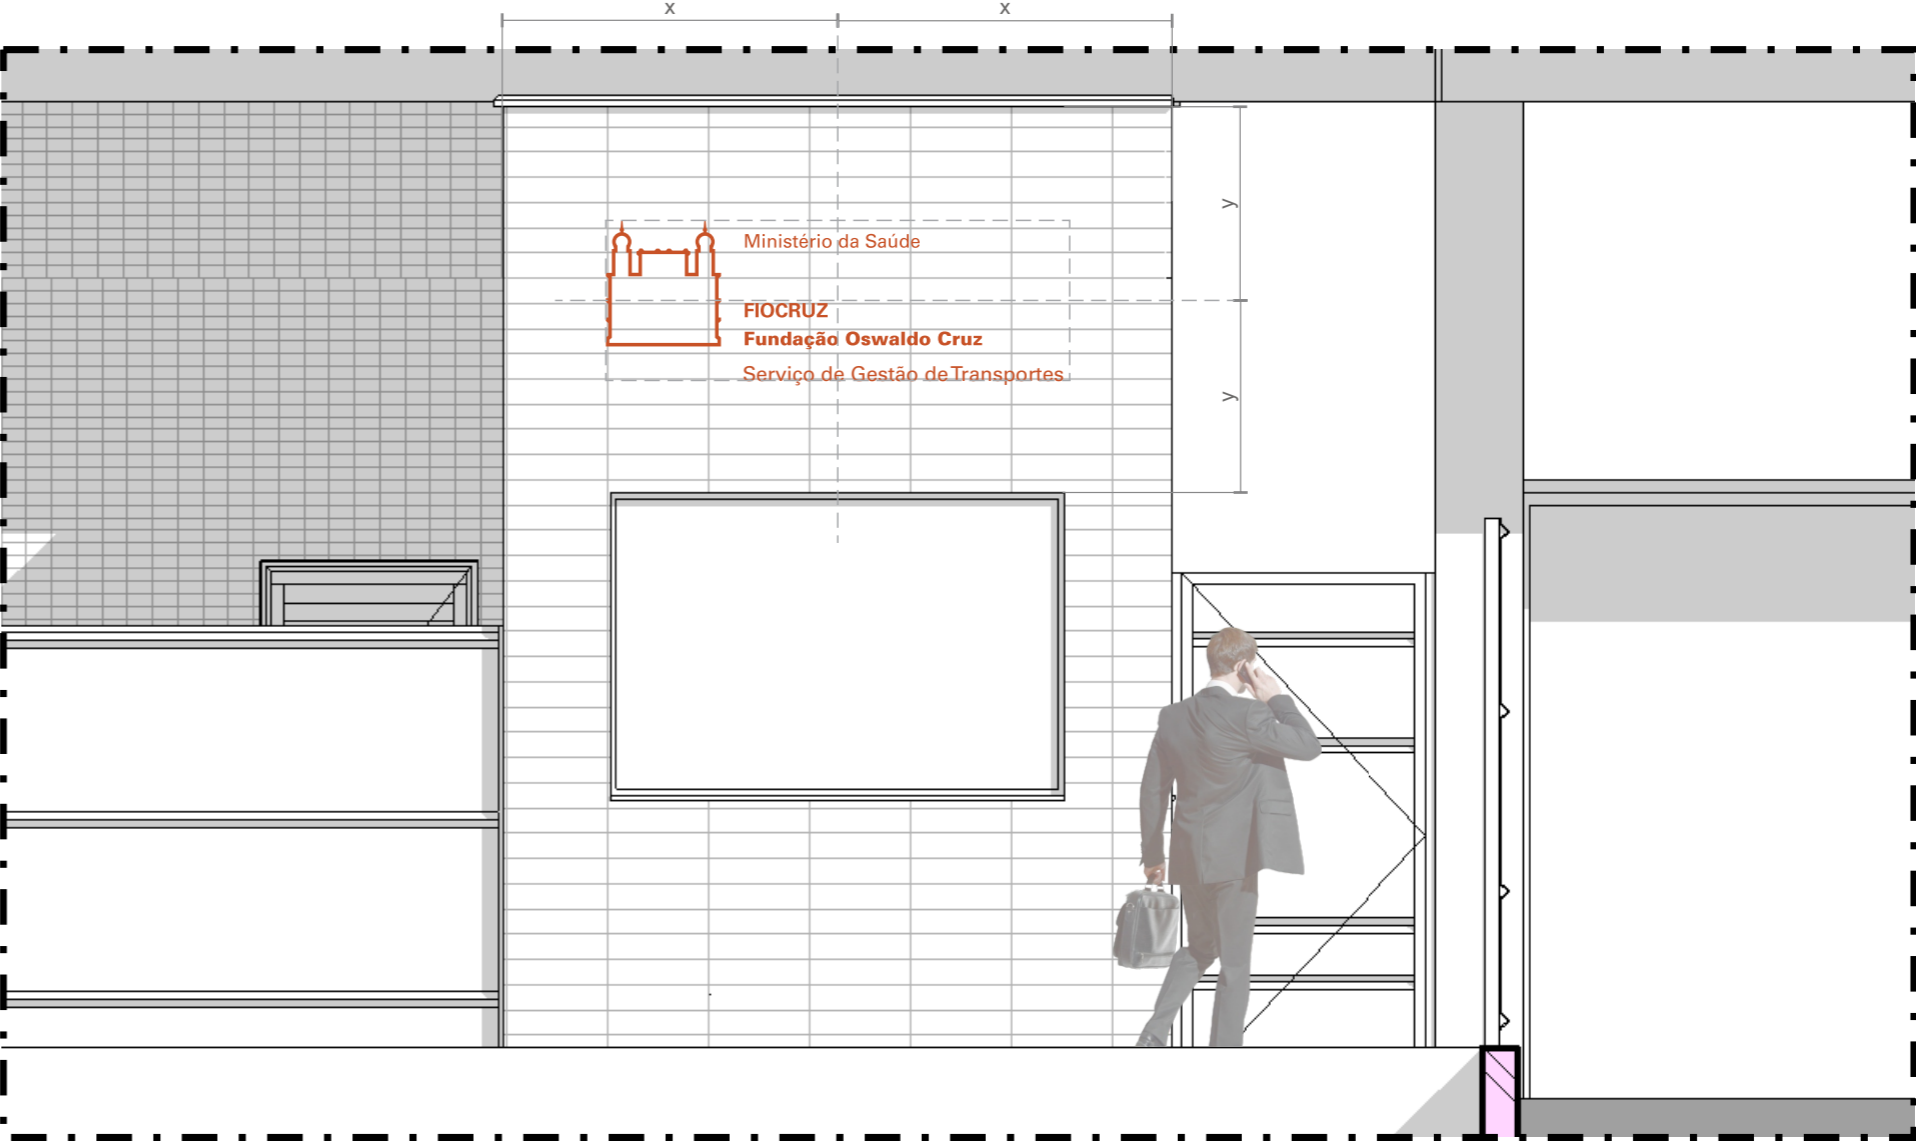 x x
y
Ministério da Saúde
FIOCRUZ
Fundação Oswaldo Cruz
Serviço de Gestão de Transportes
y